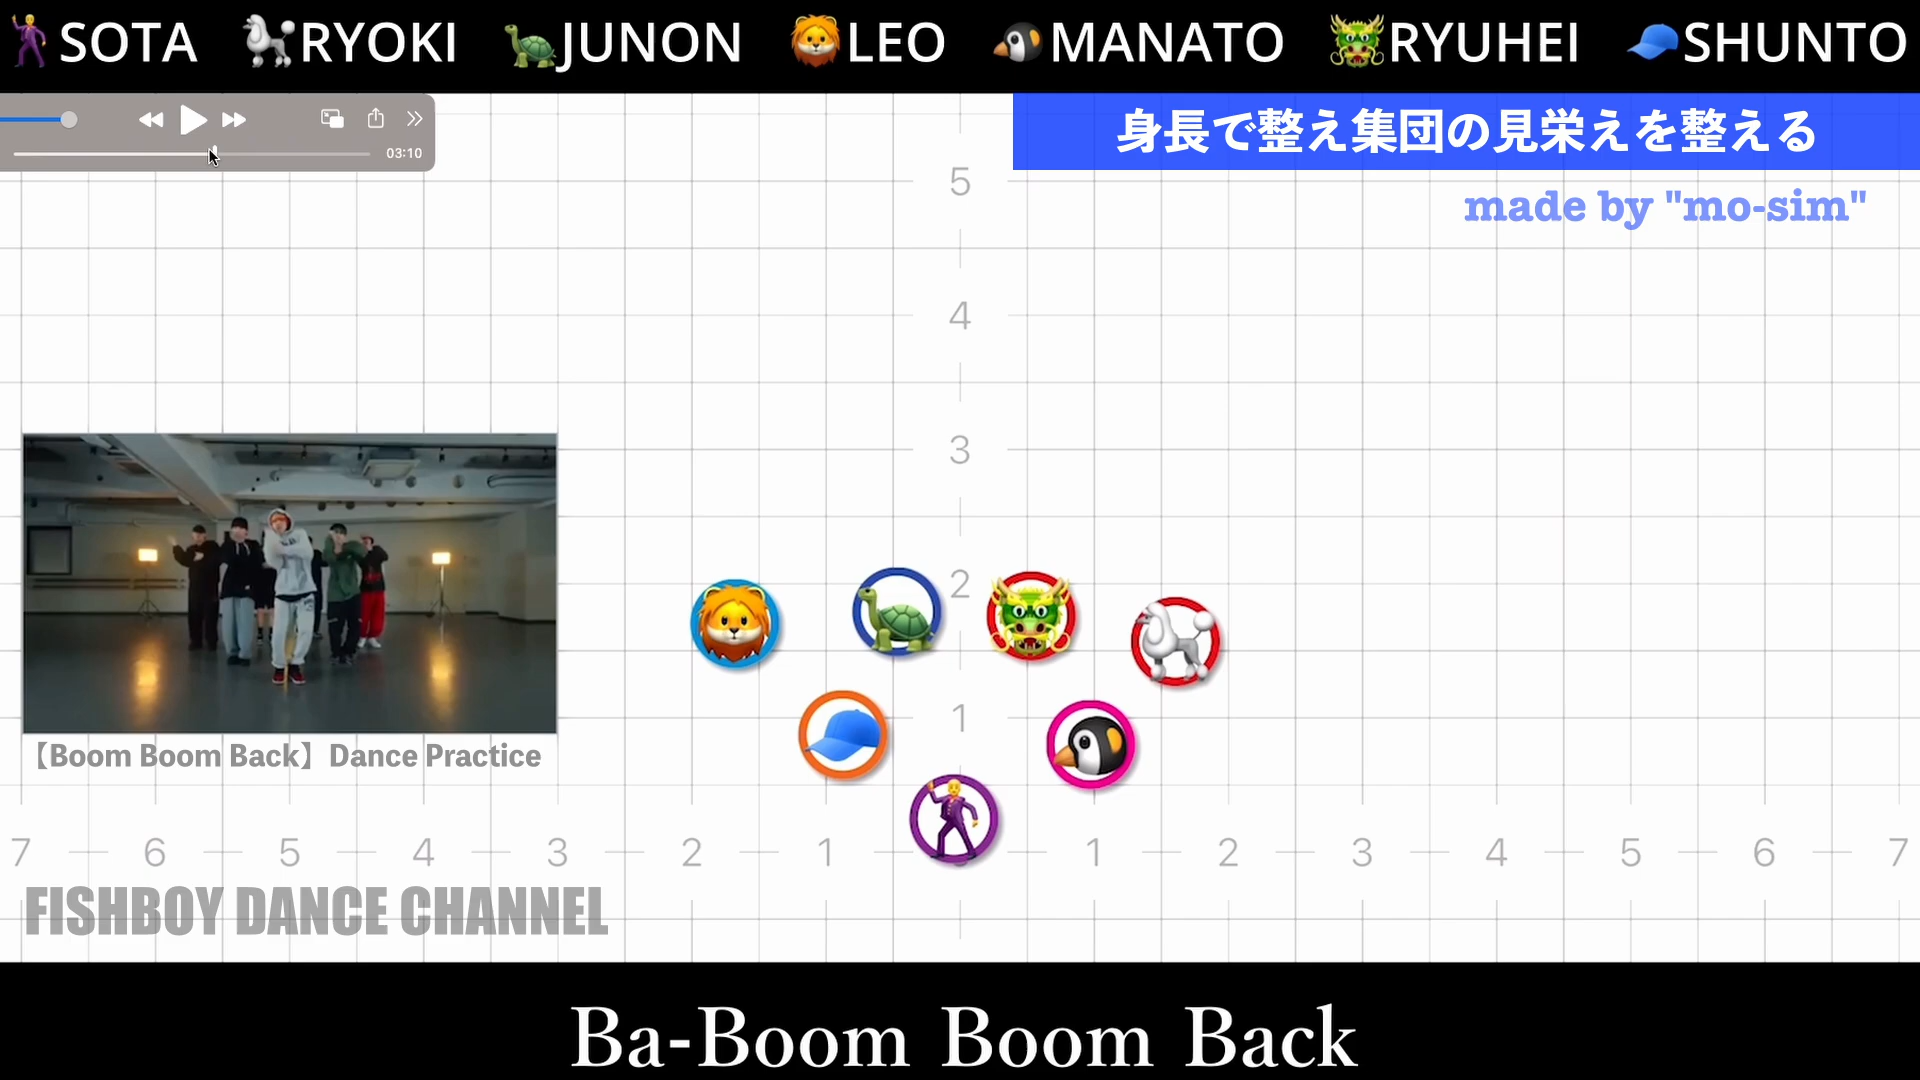 SOTA RYOKI JUNON LEO MANATO RYUHEI SHUNTO
03:10
身長で整え集団の見栄えを整える
made by "mo-sim"
5
4
3
2
1
【Boom Boom Back】Dance Practice
7 6 5 4 3 2 1 1 2 3 4 5 6 7
FISHBOY DANCE CHANNEL
Ba-Boom Boom Back